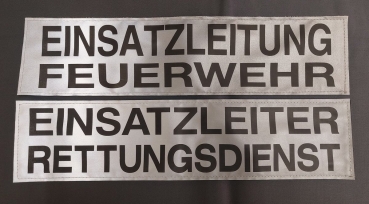 EINSATZLEITUNG
FEUERWEHR
EINSATZLEITER
RETTUNGSDIENST